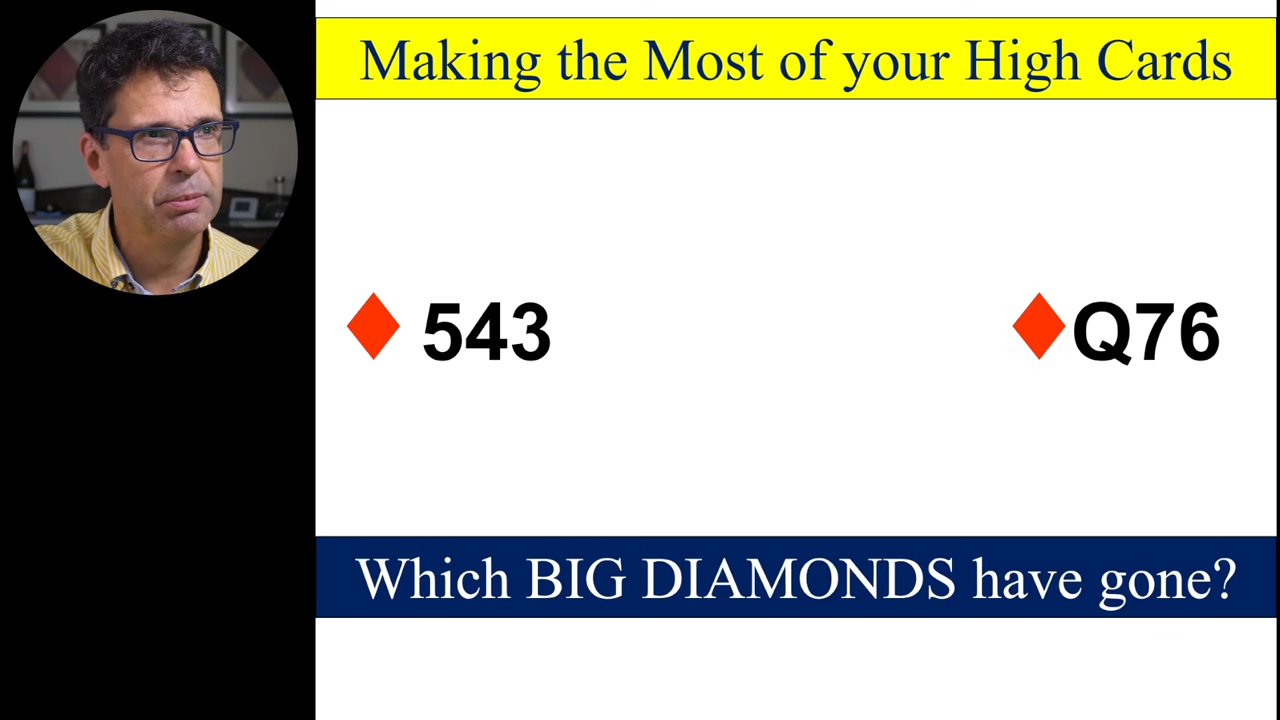 Making the Most of your High Cards
♦ 543
♦Q76
Which BIG DIAMONDS have gone?